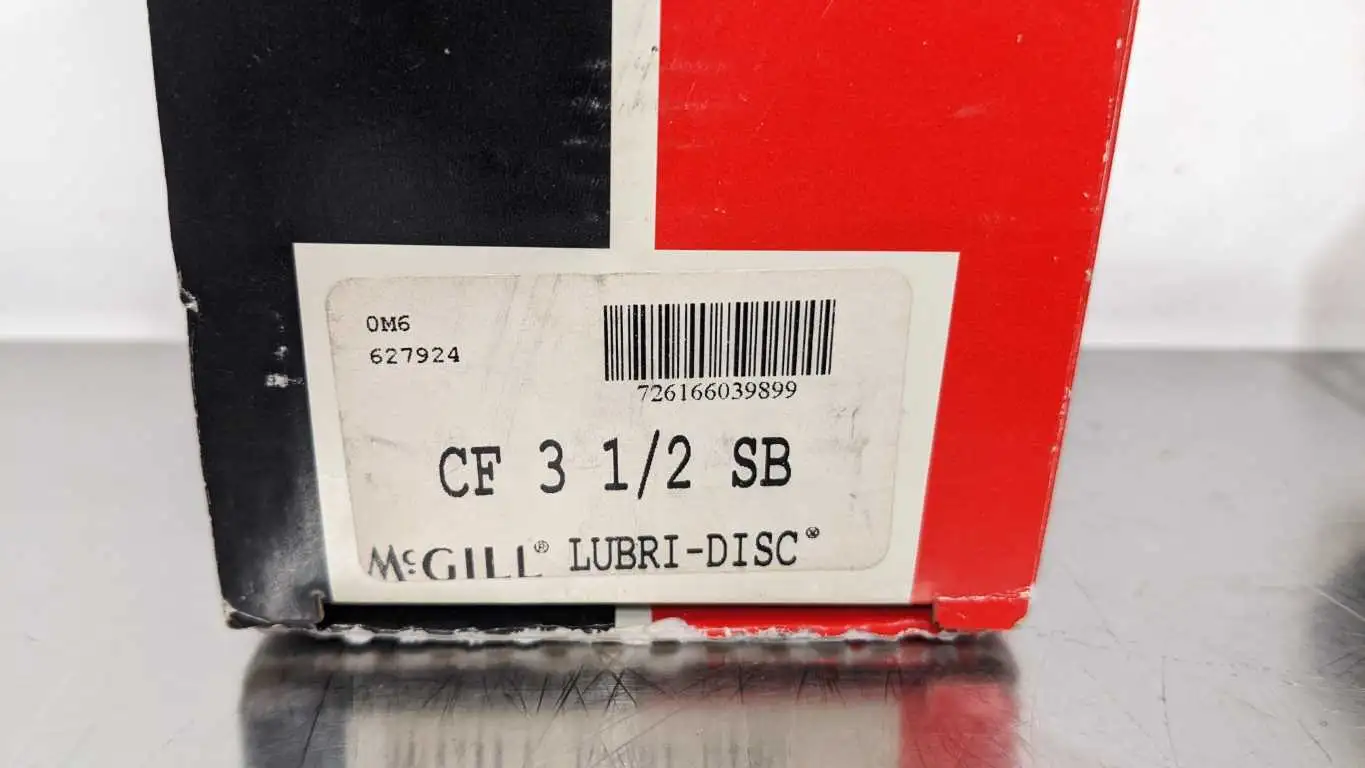 0M6
627924
726166039899
CF 3 1/2 SB
McGILL® LUBRI-DISC®